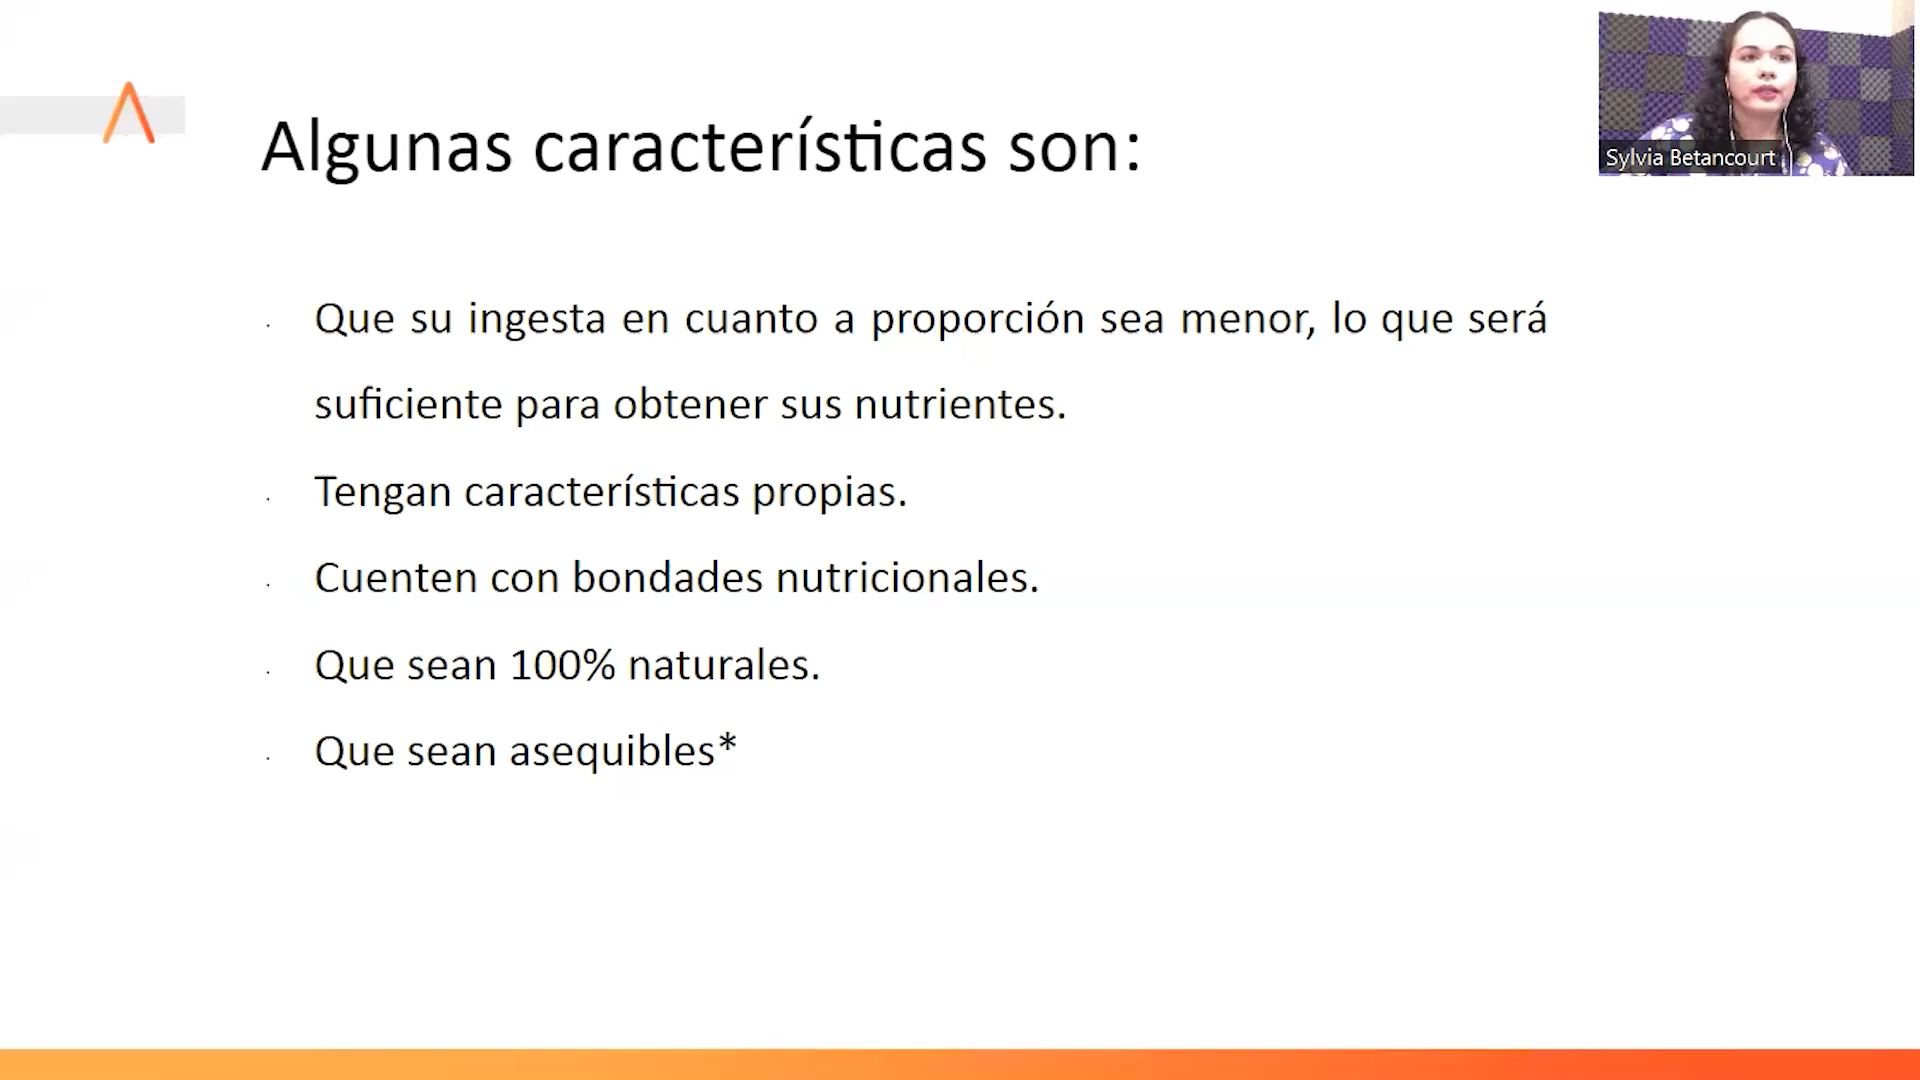 Algunas características son:
Sylvia Betancourt
· Que su ingesta en cuanto a proporción sea menor, lo que será
suficiente para obtener sus nutrientes.
· Tengan características propias.
· Cuenten con bondades nutricionales.
· Que sean 100% naturales.
· Que sean asequibles*